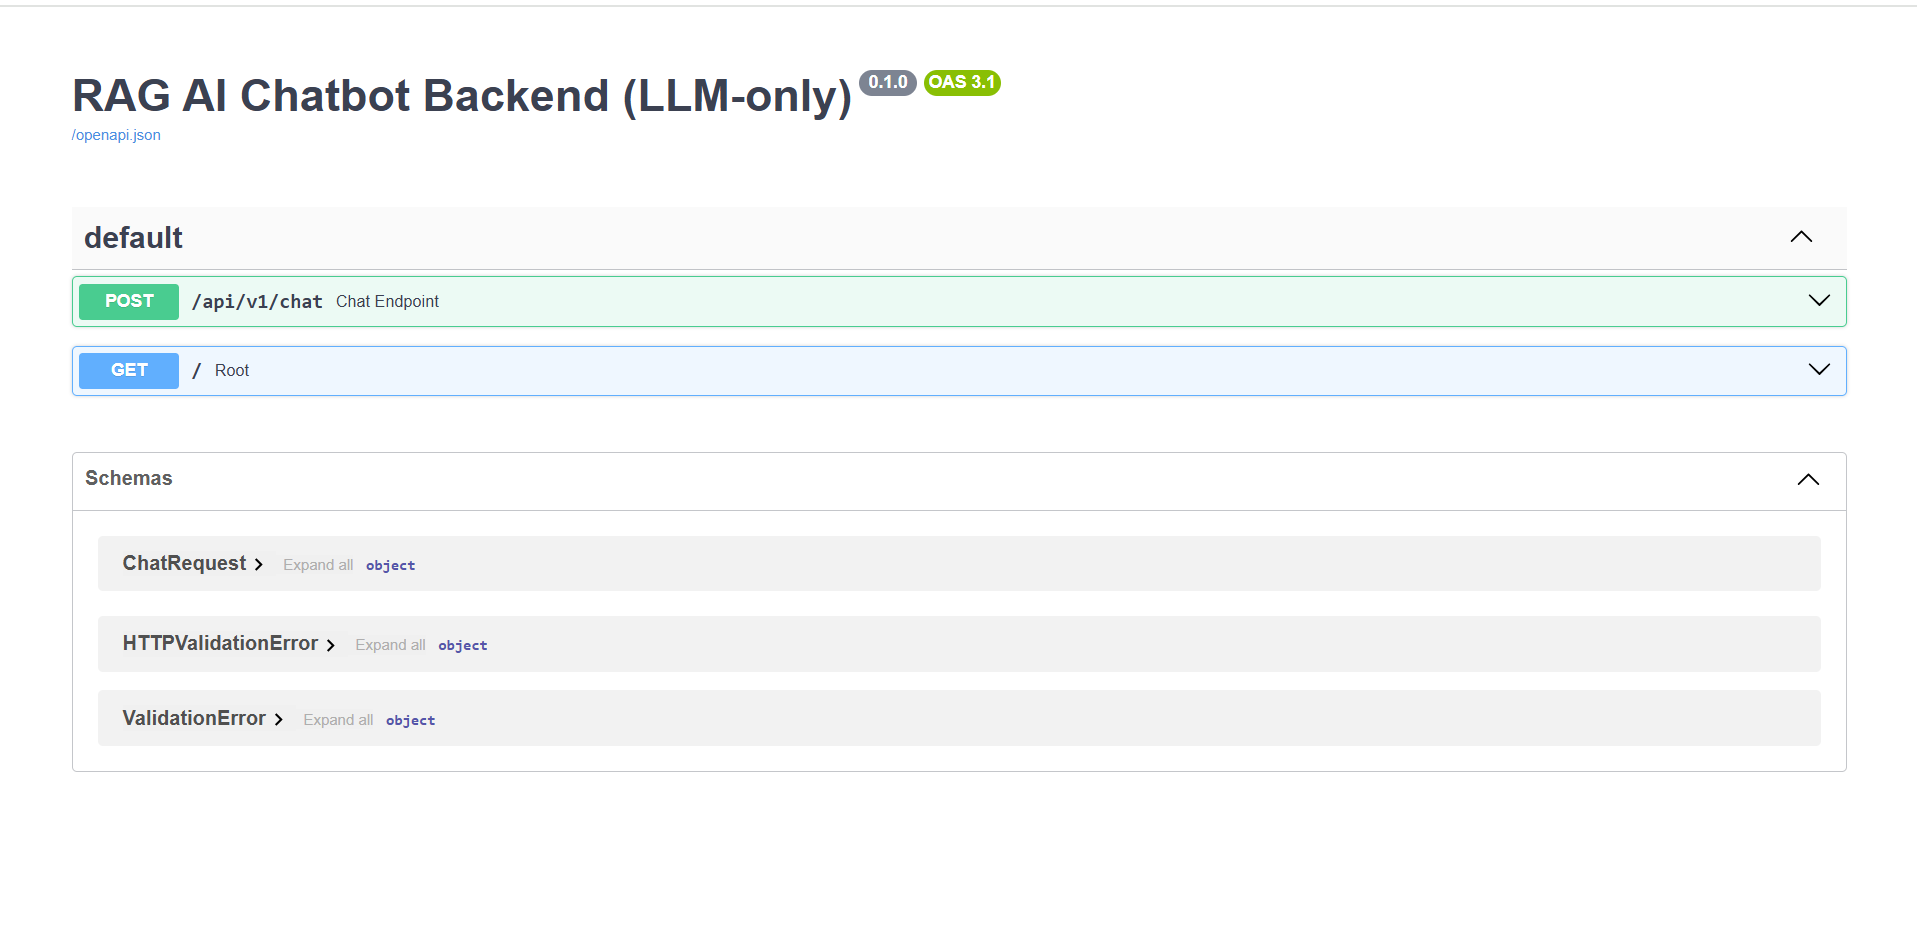 RAG AI Chatbot Backend (LLM-only) 0.1.0 OAS 3.1
/openapi.json
default
POST /api/v1/chat Chat Endpoint
GET / Root
Schemas
ChatRequest Expand all object
HTTPValidationError Expand all object
ValidationError Expand all object